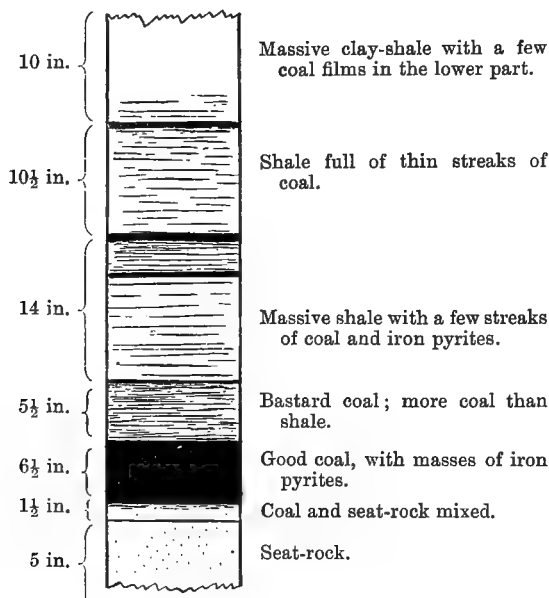 10 in.
Massive clay-shale with a few
coal films in the lower part.
10½ in.
Shale full of thin streaks of
coal.
14 in.
Massive shale with a few streaks
of coal and iron pyrites.
5½ in.
Bastard coal; more coal than
shale.
6½ in.
Good coal, with masses of iron
pyrites.
1½ in.
Coal and seat-rock mixed.
5 in.
Seat-rock.